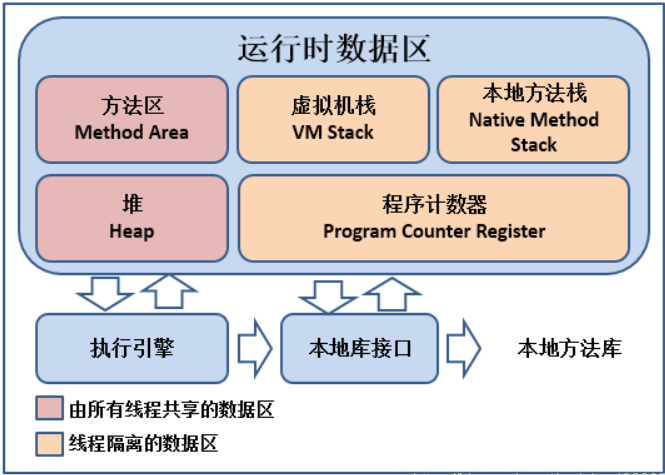 运行时数据区
方法区
Method Area
虚拟机栈
VM Stack
本地方法栈
Native Method
Stack
堆
Heap
程序计数器
Program Counter Register
执行引擎
本地库接口
本地方法库
由所有线程共享的数据区
线程隔离的数据区